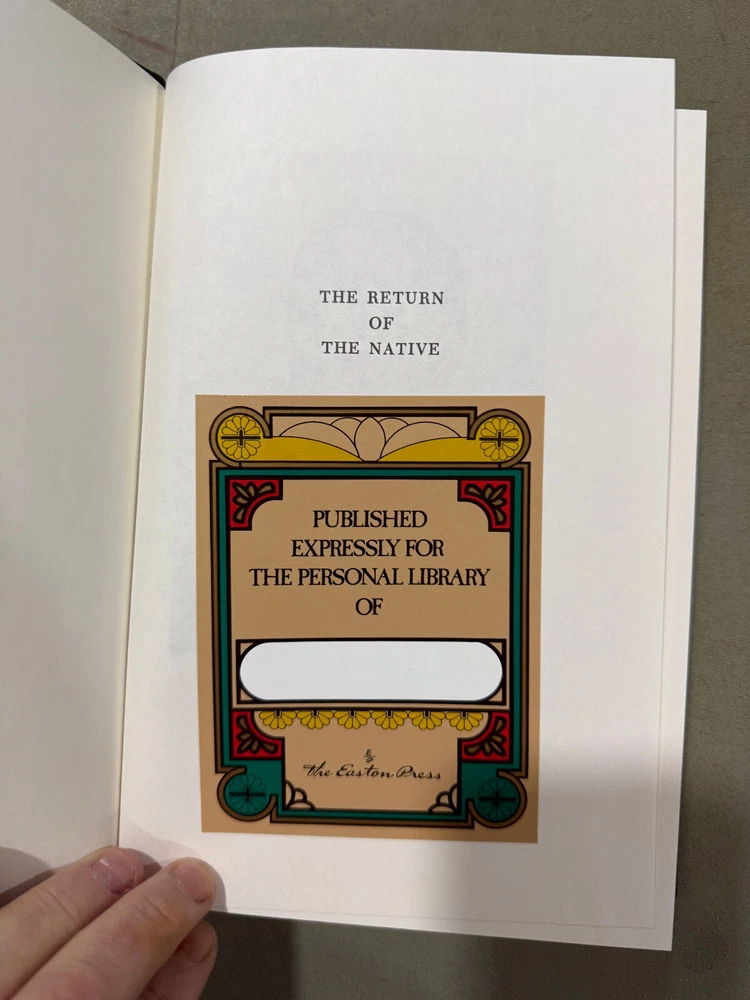 THE RETURN
OF
THE NATIVE
PUBLISHED
EXPRESSLY FOR
THE PERSONAL LIBRARY
OF
E/P
The Easton Press